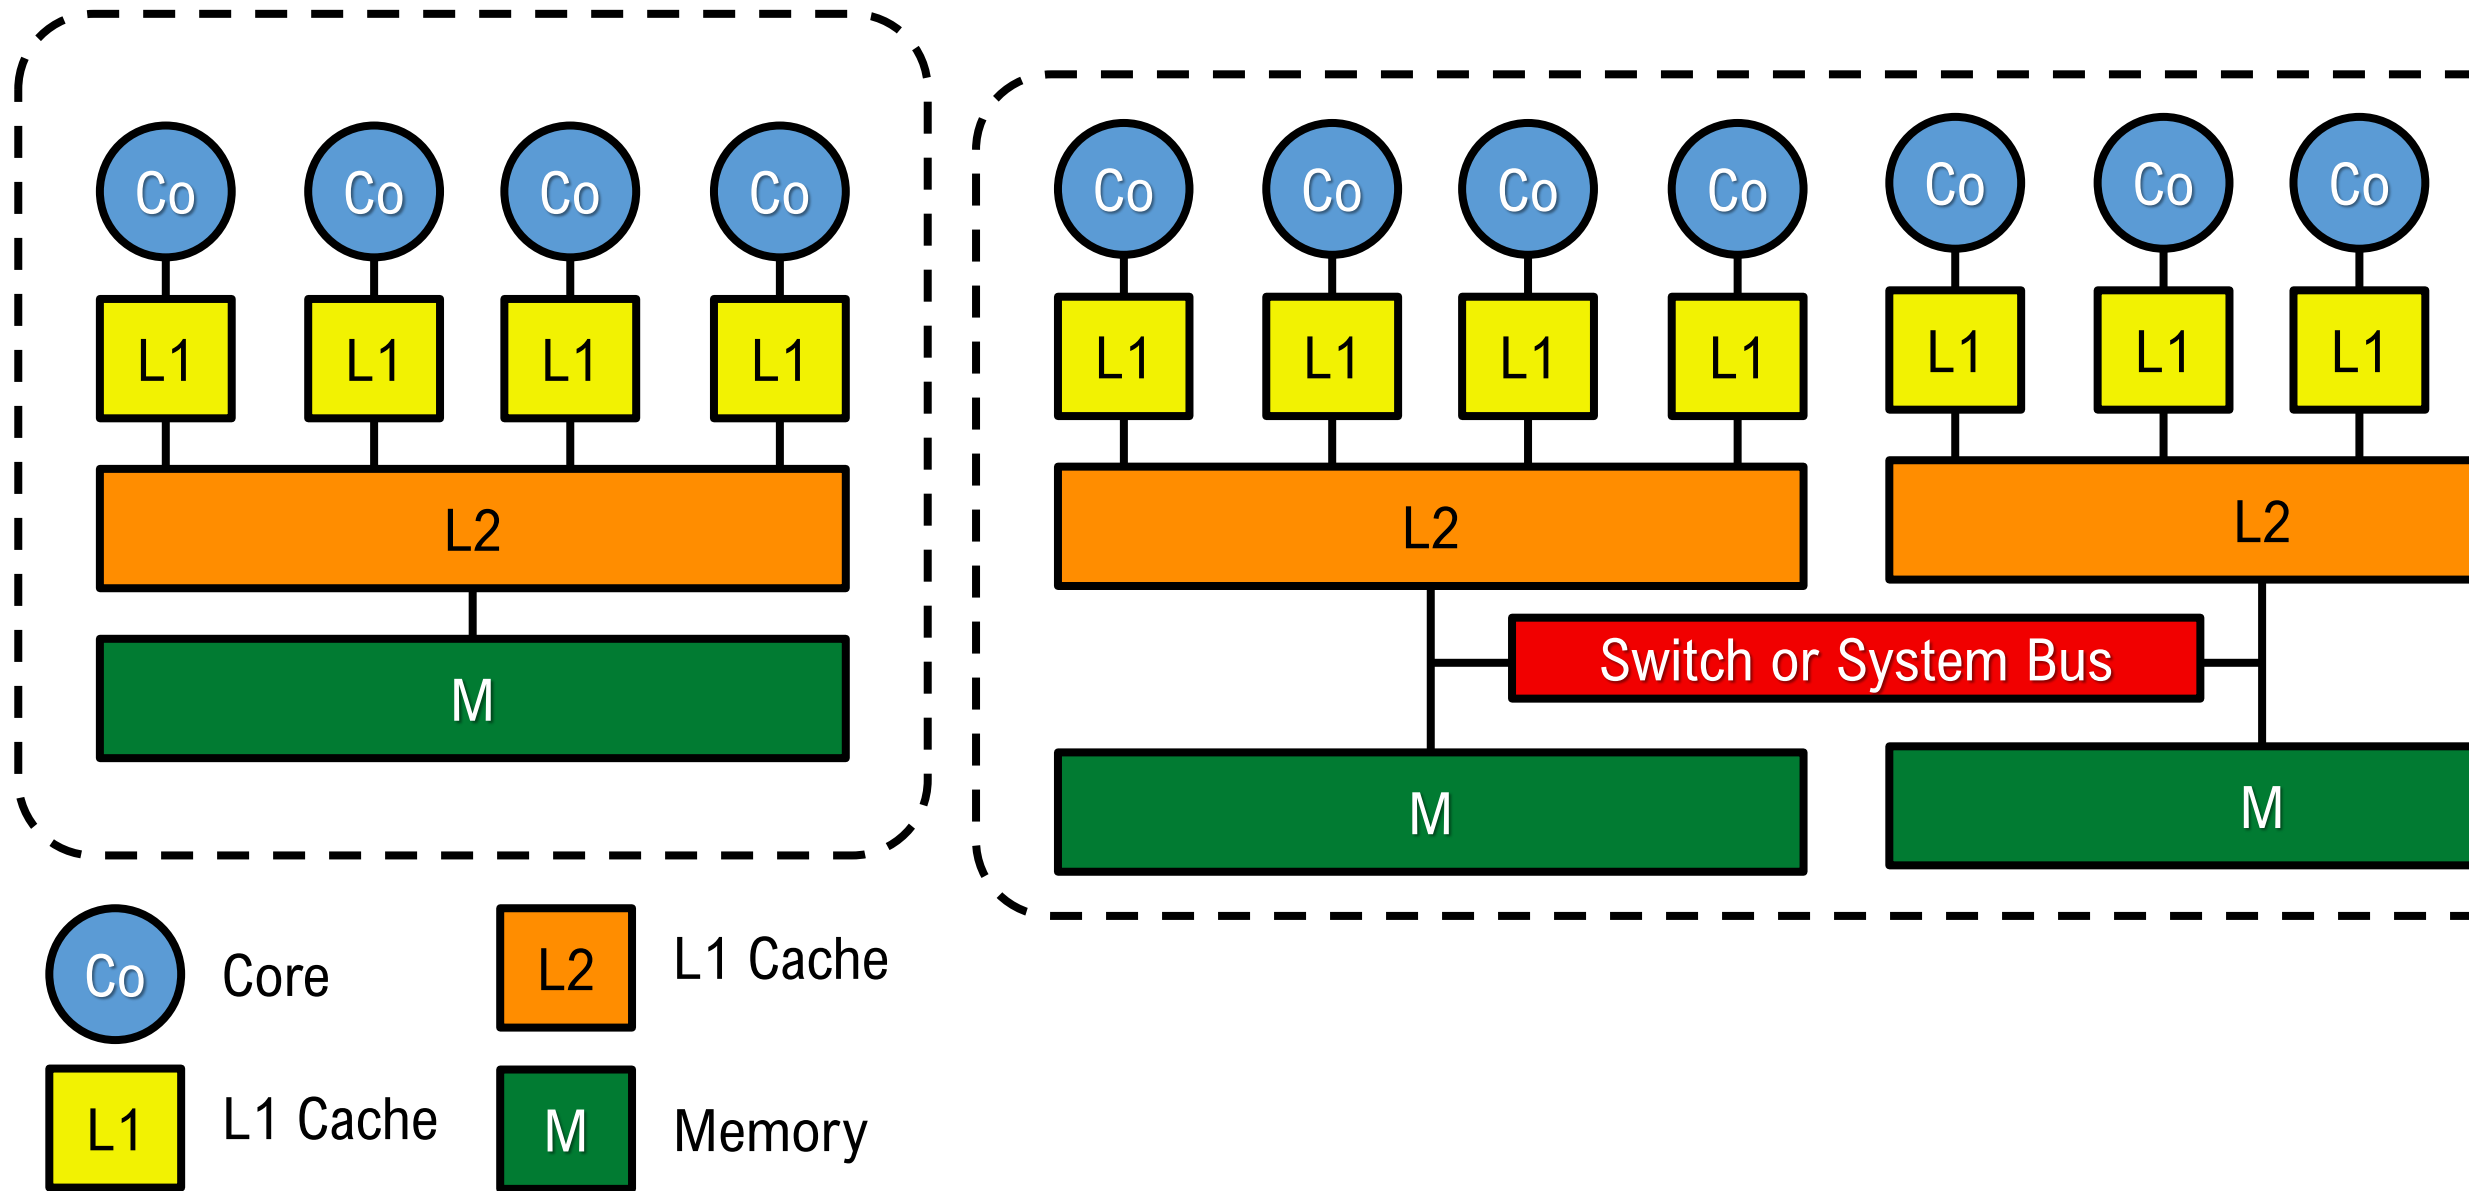 Co Co Co Co
L1 L1 L1 L1
L2
M
Co Co Co Co Co Co Co
L1 L1 L1 L1 L1 L1 L1
L2 L2
Switch or System Bus
M M
Co Core
L2 L1 Cache
L1 L1 Cache
M Memory